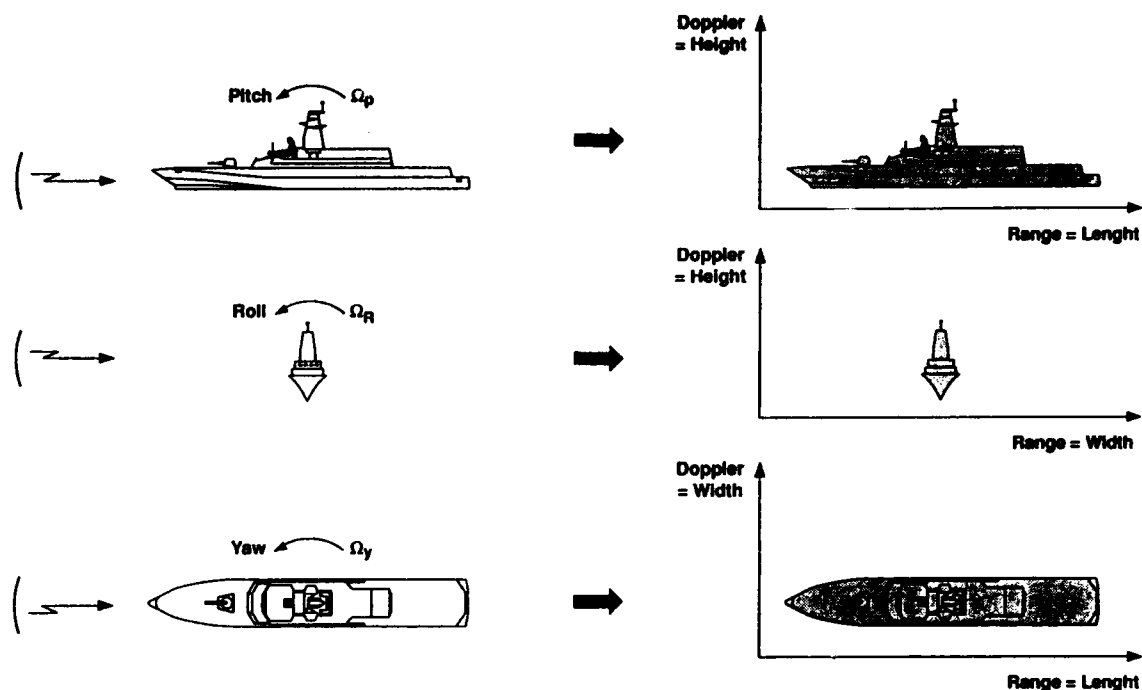 Doppler
= Height
Pitch Ωp
Range = Lenght
Doppler
= Height
Roll ΩR
Range = Width
Doppler
= Width
Yaw Ωy
Range = Lenght